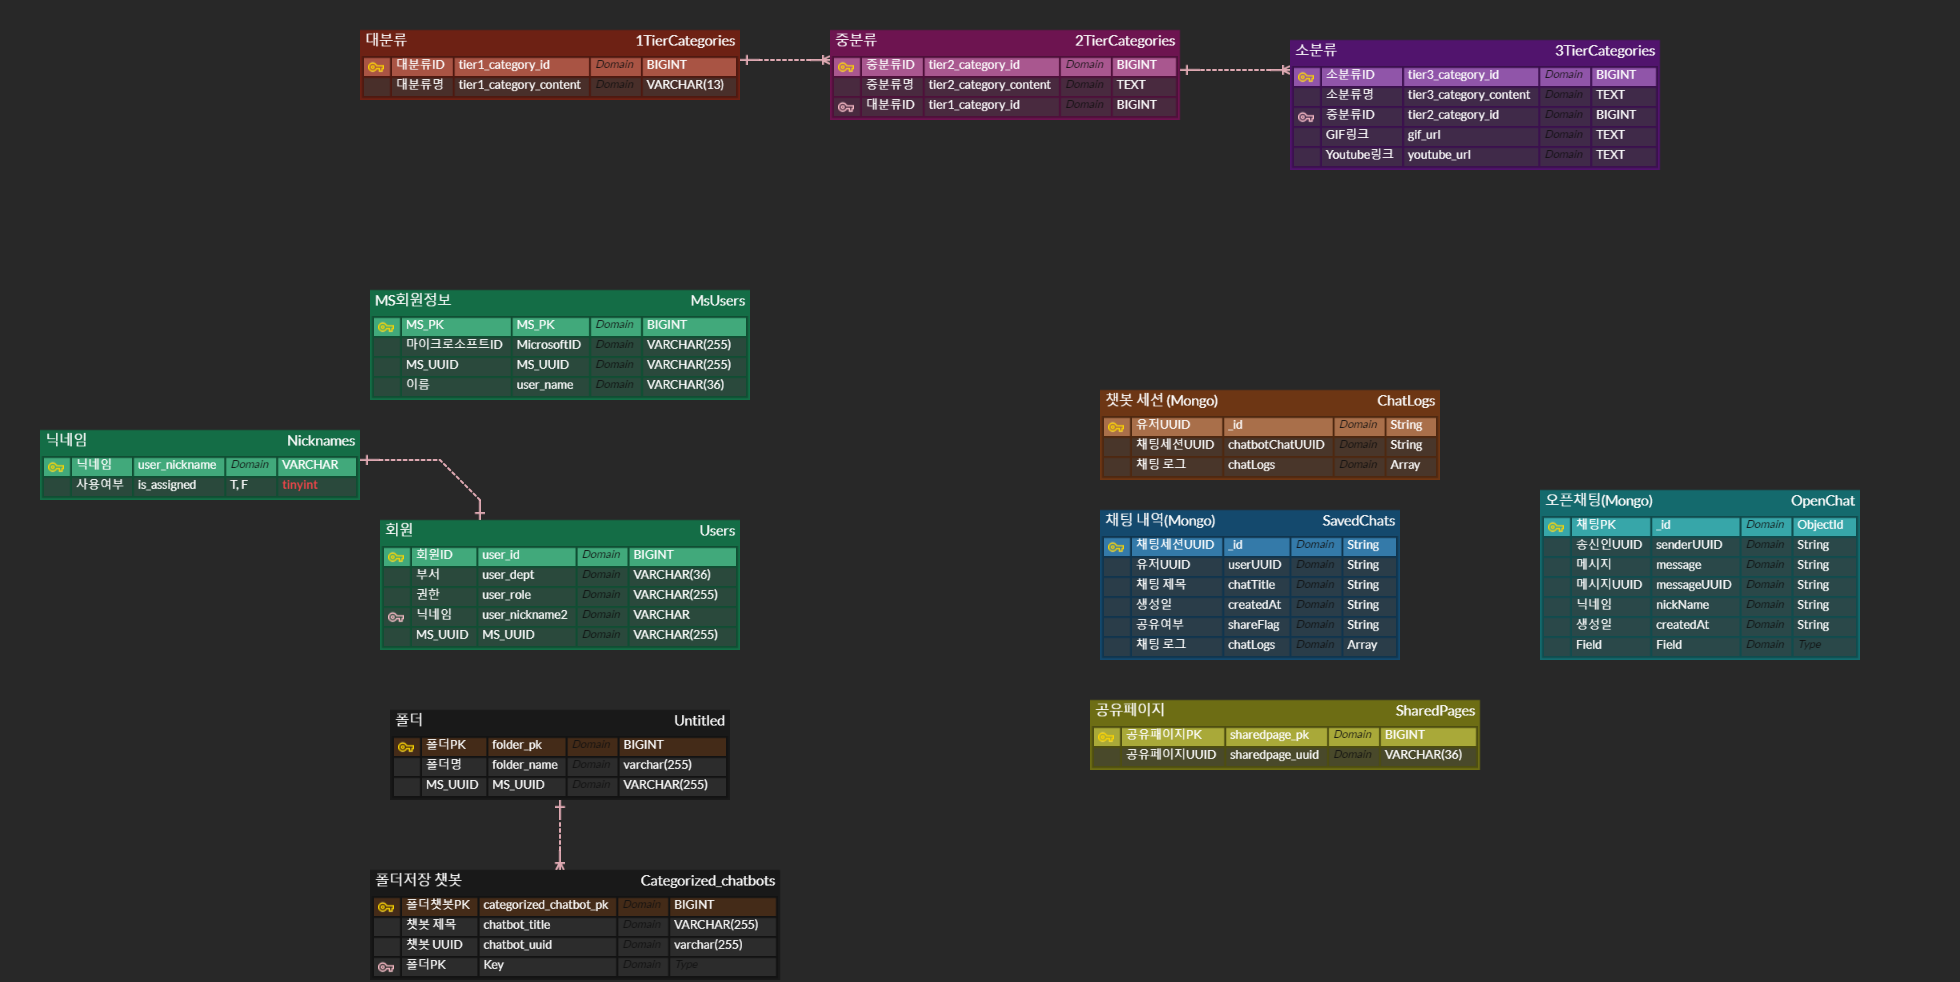 대분류 1TierCategories
대분류ID tier1_category_id Domain BIGINT
대분류명 tier1_category_content Domain VARCHAR(13)
중분류 2TierCategories
중분류ID tier2_category_id Domain BIGINT
중분류명 tier2_category_content Domain TEXT
대분류ID tier1_category_id Domain BIGINT
소분류 3TierCategories
소분류ID tier3_category_id Domain BIGINT
소분류명 tier3_category_content Domain TEXT
중분류ID tier2_category_id Domain BIGINT
GIF링크 gif_url Domain TEXT
Youtube링크 youtube_url Domain TEXT
MS회원정보 MsUsers
MS_PK MS_PK Domain BIGINT
마이크로소프트ID MicrosoftID Domain VARCHAR(255)
MS_UUID MS_UUID Domain VARCHAR(255)
이름 user_name Domain VARCHAR(36)
닉네임 Nicknames
닉네임 user_nickname Domain VARCHAR
사용여부 is_assigned T, F tinyint
회원 Users
회원ID user_id Domain BIGINT
부서 user_dept Domain VARCHAR(36)
권한 user_role Domain VARCHAR(255)
닉네임 user_nickname2 Domain VARCHAR
MS_UUID MS_UUID Domain VARCHAR(255)
챗봇 세션 (Mongo) ChatLogs
유저UUID _id Domain String
채팅세션UUID chatbotChatUUID Domain String
채팅 로그 chatLogs Domain Array
채팅 내역(Mongo) SavedChats
채팅세션UUID _id Domain String
유저UUID userUUID Domain String
채팅 제목 chatTitle Domain String
생성일 createdAt Domain String
공유여부 shareFlag Domain String
채팅 로그 chatLogs Domain Array
오픈채팅(Mongo) OpenChat
채팅PK _id Domain ObjectId
송신인UUID senderUUID Domain String
메시지 message Domain String
메시지UUID messageUUID Domain String
닉네임 nickName Domain String
생성일 createdAt Domain String
Field Field Domain Type
폴더 Untitled
폴더PK folder_pk Domain BIGINT
폴더명 folder_name Domain varchar(255)
MS_UUID MS_UUID Domain VARCHAR(255)
공유페이지 SharedPages
공유패이지PK sharedpage_pk Domain BIGINT
공유페이지UUID sharedpage_uuid Domain VARCHAR(36)
폴더저장 챗봇 Categorized_chatbots
폴더챗봇PK categorized_chatbot_pk Domain BIGINT
챗봇 제목 chatbot_title Domain VARCHAR(255)
챗봇 UUID chatbot_uuid Domain varchar(255)
폴더PK Key Domain Type